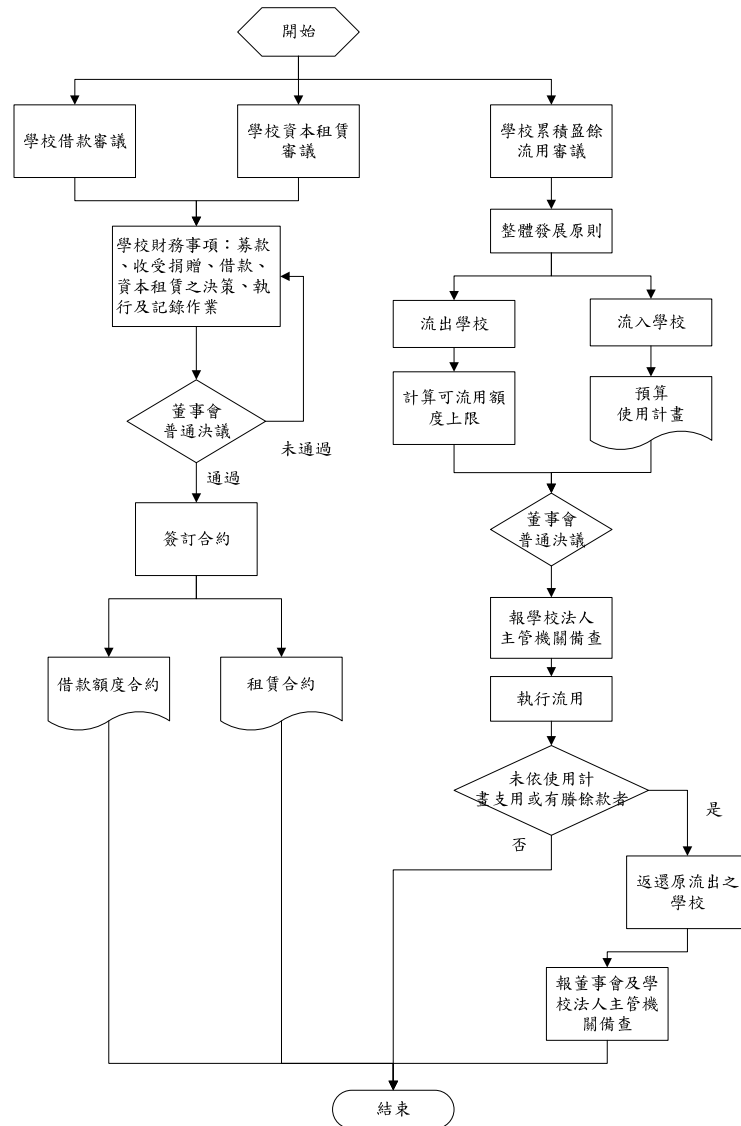 開始
學校借款審議
學校資本租賃
審議
學校累積盈餘
流用審議
學校財務事項：募款
、收受捐贈、借款、
資本租賃之決策、執
行及記錄作業
整體發展原則
流出學校
流入學校
計算可流用額
度上限
預算
使用計畫
董事會
普通決議
未通過
通過
董事會
普通決議
簽訂合約
報學校法人
主管機關備查
借款額度合約
租賃合約
執行流用
未依使用計
畫支用或有賸餘款者
是
否
返還原流出之
學校
報董事會及學
校法人主管機
關備查
結束